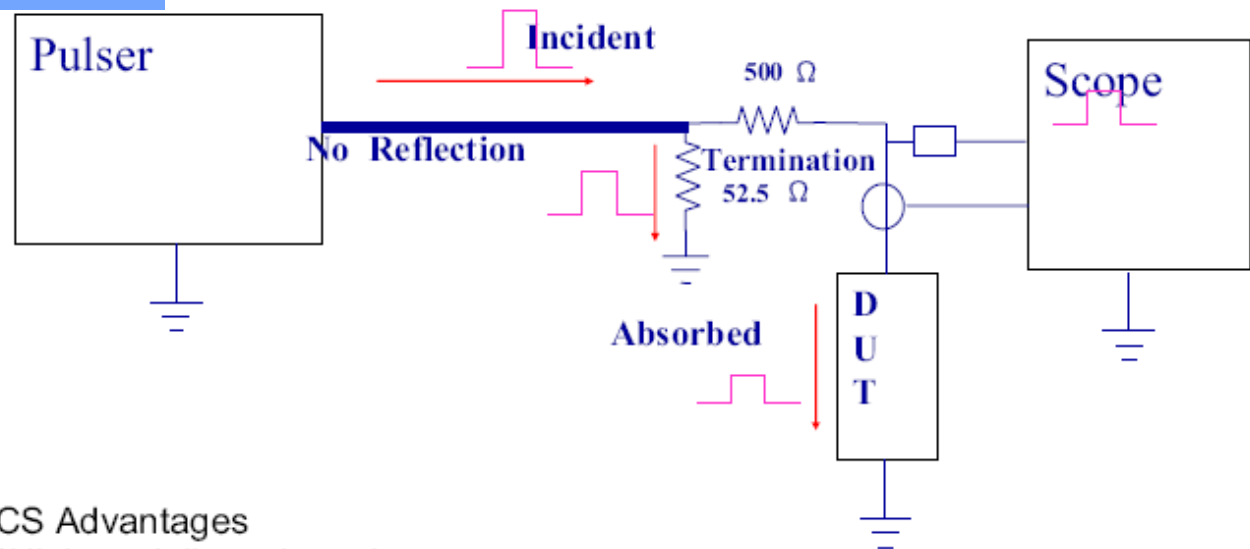 Pulser
Incident
500 Ω
Scope
No Reflection
Termination
52.5 Ω
Absorbed
D
U
T
CS Advantages